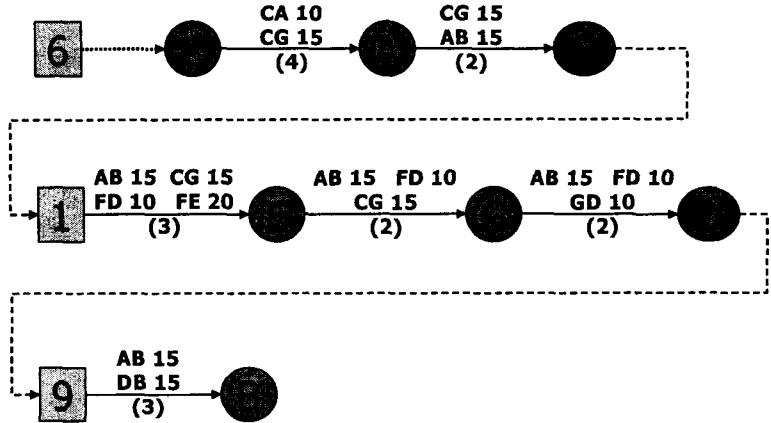 CA 10 CG 15
6 CG 15 AB 15
(4) (2)
AB 15 CG 15 AB 15 FD 10 AB 15 FD 10
1 FD 10 FE 20 CG 15 GD 10
(3) (2) (2)
AB 15
9 DB 15
(3)